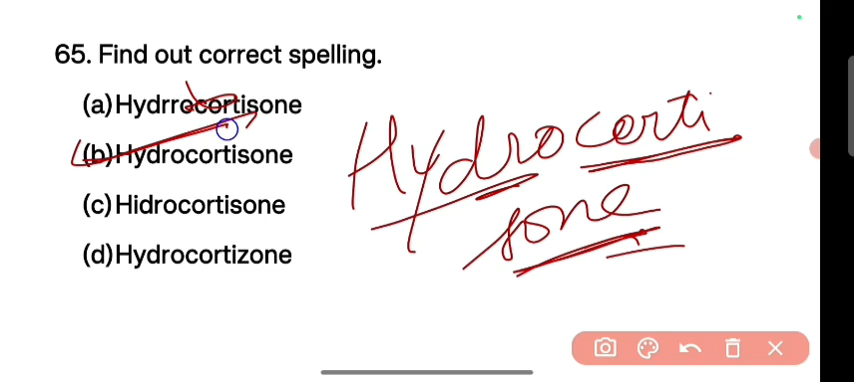 65. Find out correct spelling.
(a) Hydrrocortisone
(b) Hydrocortisone
(c) Hidrocortisone
(d) Hydrocortizone
Hydrocorti
sone